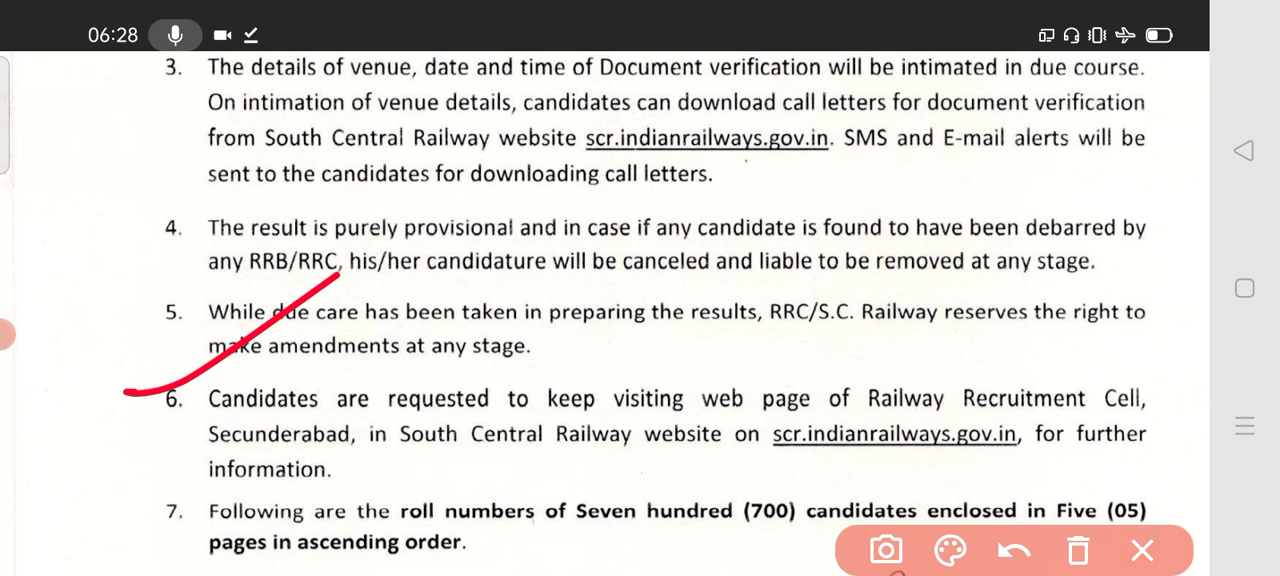 06:28
3. The details of venue, date and time of Document verification will be intimated in due course.
On intimation of venue details, candidates can download call letters for document verification
from South Central Railway website scr.indianrailways.gov.in. SMS and E-mail alerts will be
sent to the candidates for downloading call letters.
4. The result is purely provisional and in case if any candidate is found to have been debarred by
any RRB/RRC, his/her candidature will be canceled and liable to be removed at any stage.
5. While due care has been taken in preparing the results, RRC/S.C. Railway reserves the right to
make amendments at any stage.
6. Candidates are requested to keep visiting web page of Railway Recruitment Cell,
Secunderabad, in South Central Railway website on scr.indianrailways.gov.in, for further
information.
7. Following are the roll numbers of Seven hundred (700) candidates enclosed in Five (05)
pages in ascending order.